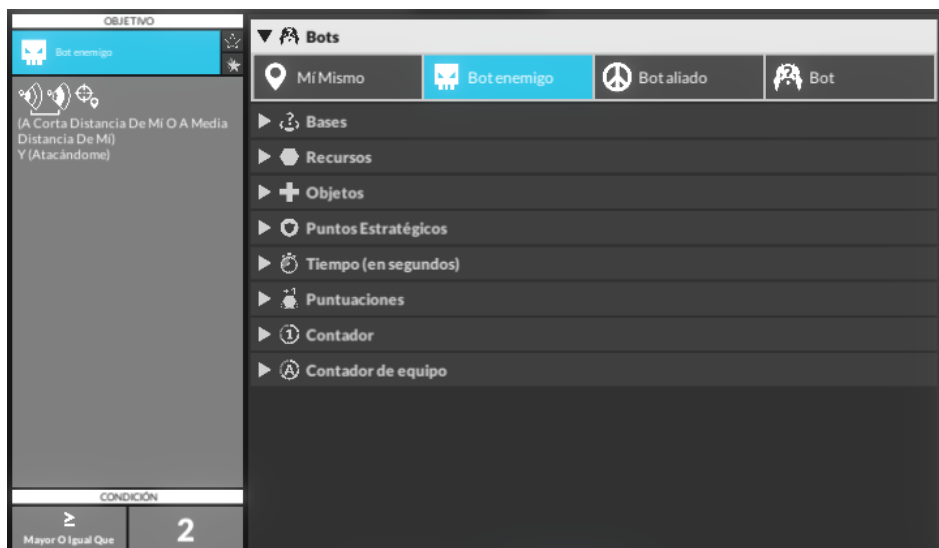 OBJETIVO
Bot enemigo
(A Corta Distancia De Mí O A Media
Distancia De Mí)
Y (Atacándome)
CONDICIÓN
≥
Mayor O Igual Que
2
Bots
Mí Mismo
Bot enemigo
Bot aliado
Bot
Bases
Recursos
Objetos
Puntos Estratégicos
Tiempo (en segundos)
Puntuaciones
Contador
Contador de equipo